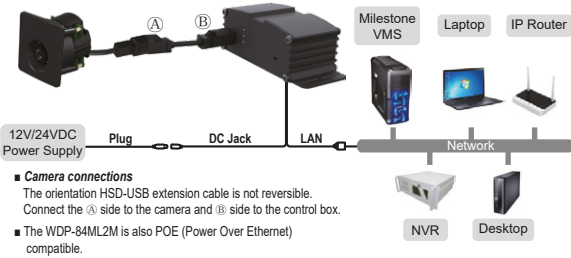 Ⓐ Ⓑ
Milestone
VMS
Laptop
IP Router
12V/24VDC
Power Supply
Plug
DC Jack
LAN
Network
■ Camera connections
The orientation HSD-USB extension cable is not reversible.
Connect the Ⓐ side to the camera and Ⓑ side to the control box.
■ The WDP-84ML2M is also POE (Power Over Ethernet)
compatible.
NVR
Desktop